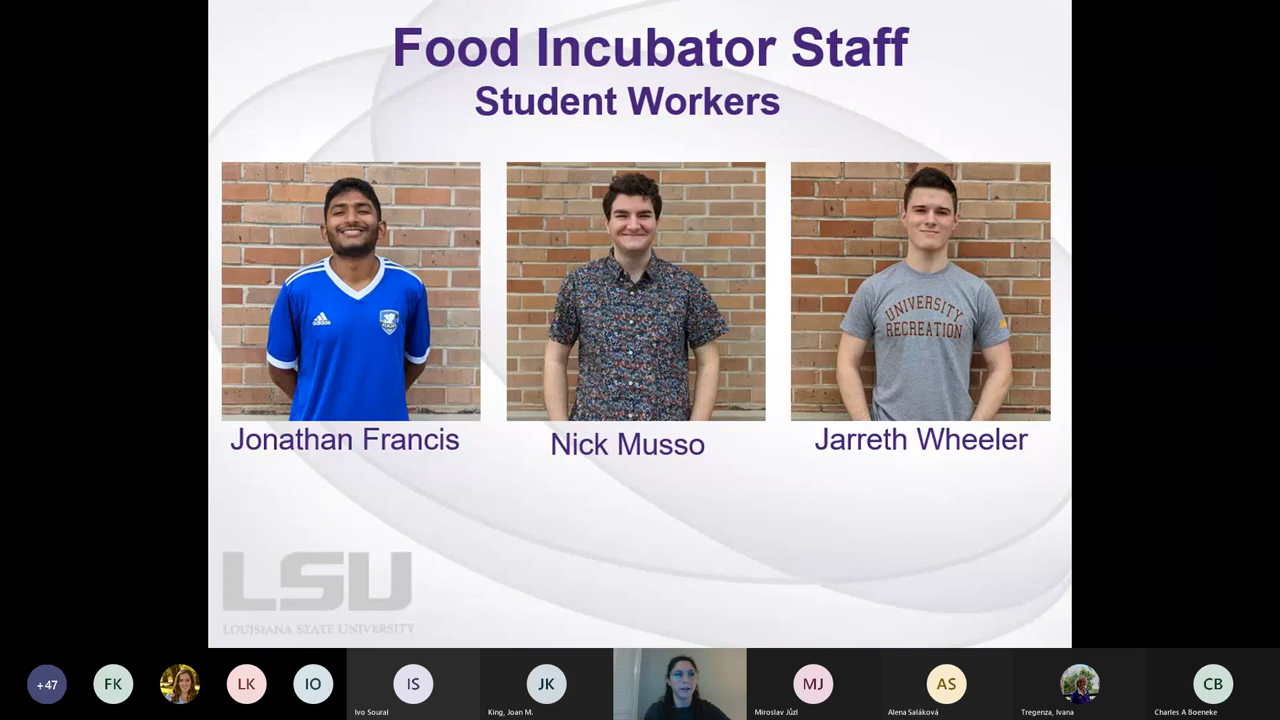 Food Incubator Staff
Student Workers
adidas
FLIGHT
UNIVERSITY
RECREATION
Jonathan Francis
Nick Musso
Jarreth Wheeler
LSU
LOUISIANA STATE UNIVERSITY
+47
FK
LK
IO
IS
JK
MJ
AS
CB
Ivo Soural
King, Joan M.
Miroslav Jůzl
Alena Saláková
Tregenza, Ivana
Charles A Boeneke